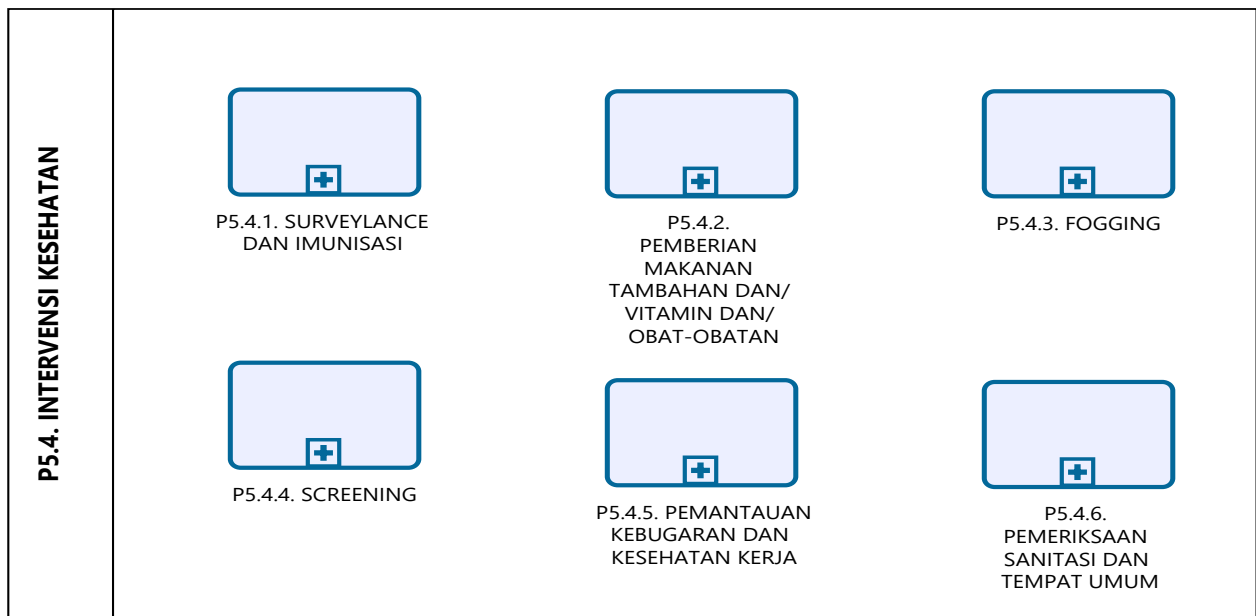 P5.4. INTERVENSI KESEHATAN
P5.4.1. SURVEYLANCE
DAN IMUNISASI
P5.4.2.
PEMBERIAN
MAKANAN
TAMBAHAN DAN/
VITAMIN DAN/
OBAT-OBATAN
P5.4.3. FOGGING
P5.4.4. SCREENING
P5.4.5. PEMANTAUAN
KEBUGARAN DAN
KESEHATAN KERJA
P5.4.6.
PEMERIKSAAN
SANITASI DAN
TEMPAT UMUM